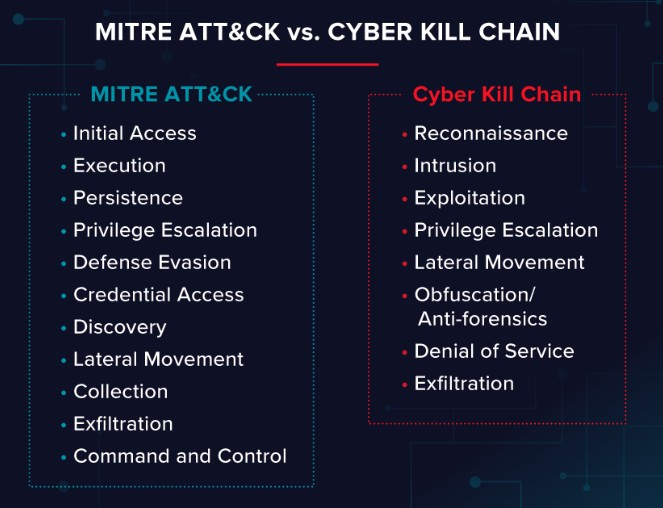 MITRE ATT&CK vs. CYBER KILL CHAIN
MITRE ATT&CK
Initial Access
Execution
Persistence
Privilege Escalation
Defense Evasion
Credential Access
Discovery
Lateral Movement
Collection
Exfiltration
Command and Control
Cyber Kill Chain
Reconnaissance
Intrusion
Exploitation
Privilege Escalation
Lateral Movement
Obfuscation/
Anti-forensics
Denial of Service
Exfiltration